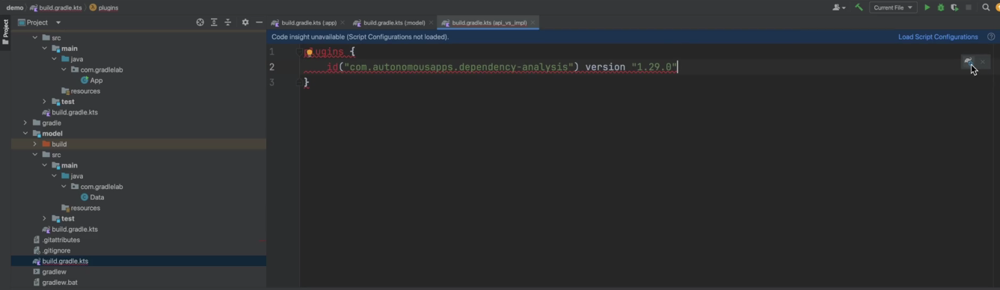 demo build.gradle.kts plugins
Current File
Project
Project
build.gradle.kts (:app)
build.gradle.kts (:model)
build.gradle.kts (api_vs_impl)
Code insight unavailable (Script Configurations not loaded).
Load Script Configurations
src
main
java
com.gradlelab
App
resources
test
build.gradle.kts
gradle
model
build
src
main
java
com.gradlelab
Data
resources
test
build.gradle.kts
.gitattributes
.gitignore
build.gradle.kts
gradlew
gradlew.bat
1 plugins {
2 id("com.autonomousapps.dependency-analysis") version "1.29.0"
3 }